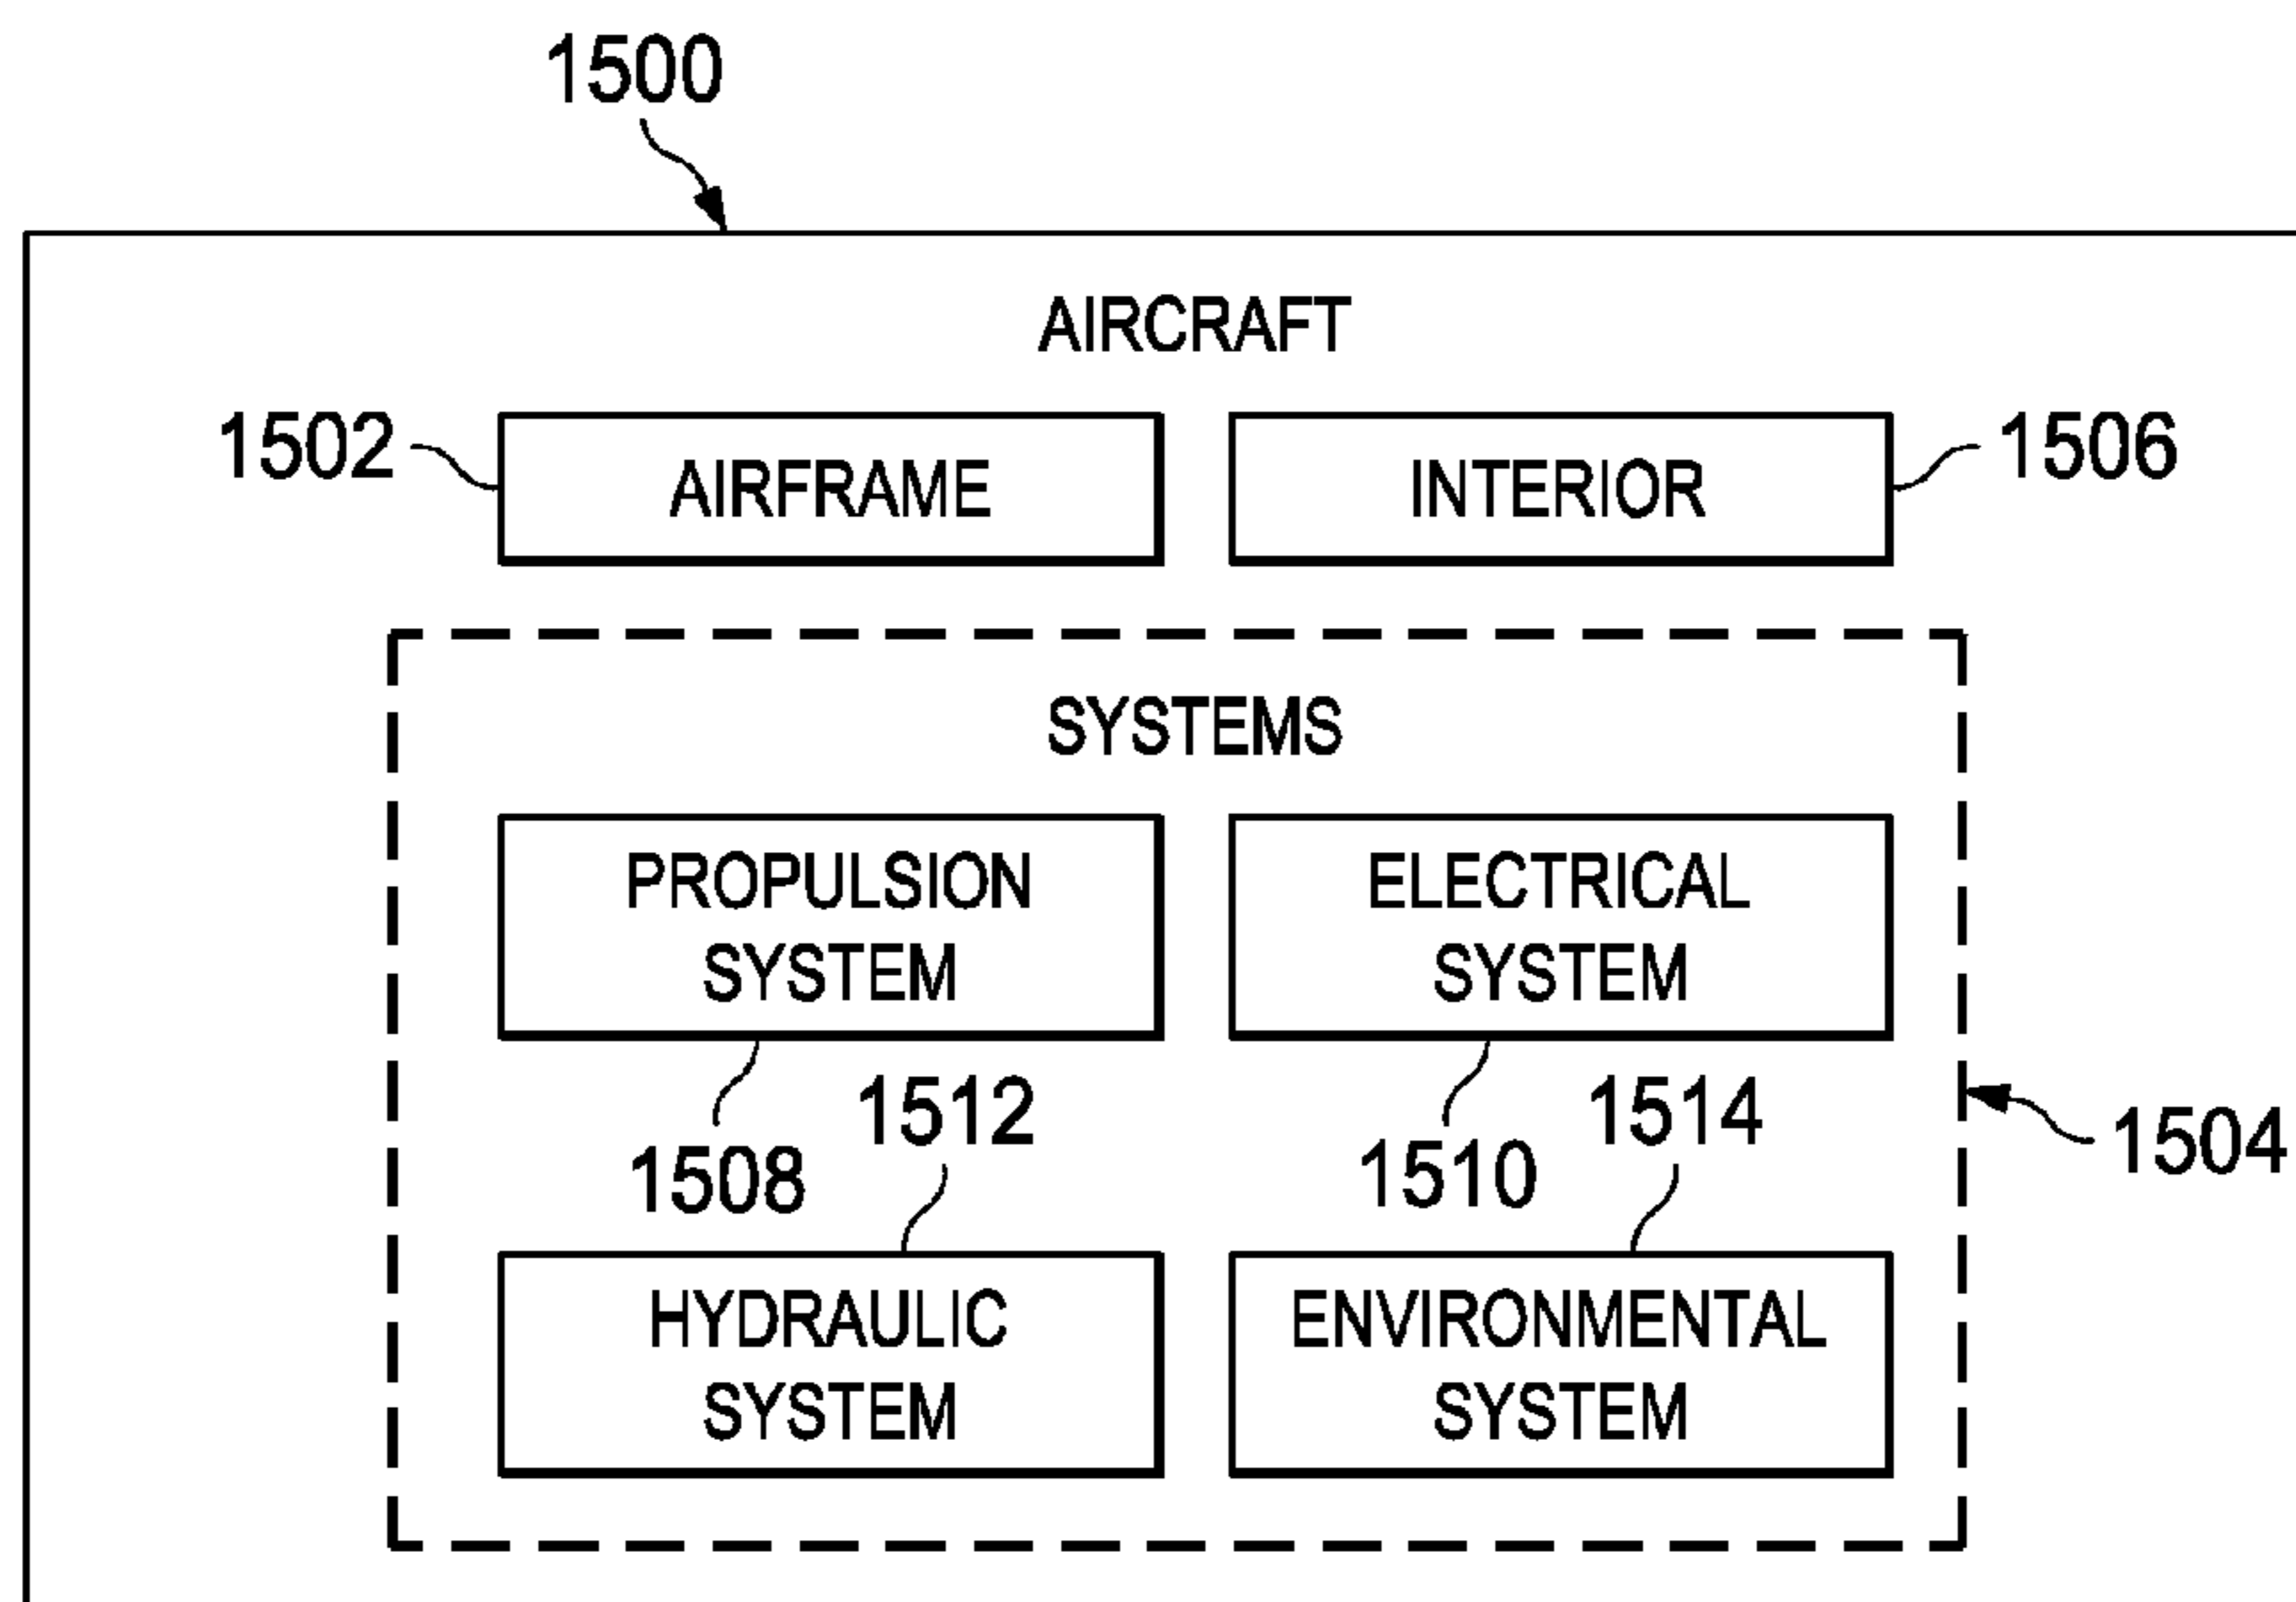 1500
AIRCRAFT
1502
AIRFRAME
INTERIOR
1506
SYSTEMS
PROPULSION
SYSTEM
ELECTRICAL
SYSTEM
1508
1512
1510
1514
1504
HYDRAULIC
SYSTEM
ENVIRONMENTAL
SYSTEM